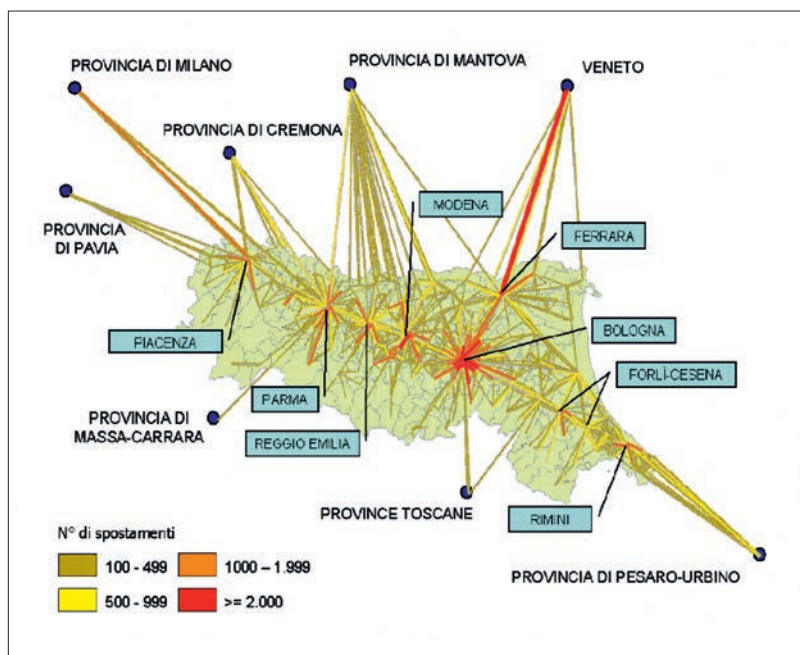 PROVINCIA DI MILANO
PROVINCIA DI MANTOVA
VENETO
PROVINCIA DI CREMONA
PROVINCIA
DI PAVIA
MODENA
FERRARA
PIACENZA
BOLOGNA
FORLÌ-CESENA
PARMA
PROVINCIA DI
MASSA-CARRARA
REGGIO EMILIA
PROVINCE TOSCANE
RIMINI
PROVINCIA DI PESARO-URBINO
N° di spostamenti
100 - 499
1000 – 1.999
500 - 999
>= 2.000